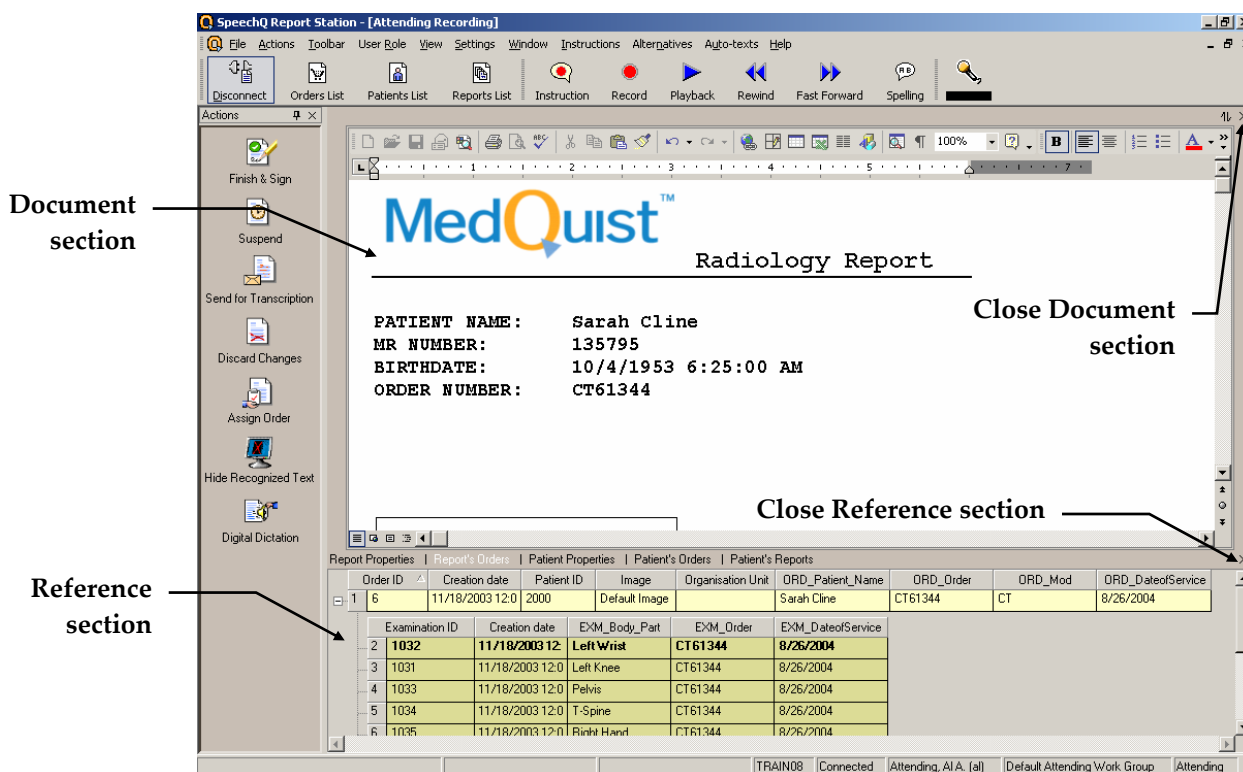 SpeechQ Report Station - [Attending Recording]
File Actions Toolbar User Role View Settings Window Instructions Alternatives Auto-texts Help
Disconnect Orders List Patients List Reports List Instruction Record Playback Rewind Fast Forward Spelling
Actions
100%
B A
Finish & Sign
1 2 3 4 5 7
Document
section
MedQuist™
Suspend
Radiology Report
Send for Transcription
Close Document
section
PATIENT NAME: Sarah Cline
MR NUMBER: 135795
BIRTHDATE: 10/4/1953 6:25:00 AM
ORDER NUMBER: CT61344
Discard Changes
Assign Order
Hide Recognized Text
Close Reference section
Digital Dictation
Report Properties | Report's Orders | Patient Properties | Patient's Orders | Patient's Reports
Reference
section
Order ID Creation date Patient ID Image Organisation Unit ORD_Patient_Name ORD_Order ORD_Mod ORD_DateofService
1 6 11/18/2003 12:0 2000 Default Image Sarah Cline CT61344 CT 8/26/2004
Examination ID Creation date EXM_Body_Part EXM_Order EXM_DateofService
2 1032 11/18/2003 12: Left Wrist CT61344 8/26/2004
3 1031 11/18/2003 12:0 Left Knee CT61344 8/26/2004
4 1033 11/18/2003 12:0 Pelvis CT61344 8/26/2004
5 1034 11/18/2003 12:0 T-Spine CT61344 8/26/2004
6 1035 11/18/2003 12:0 Right Hand CT61344 8/26/2004
TRAIN08 Connected Attending, Al A. (al) Default Attending Work Group Attending